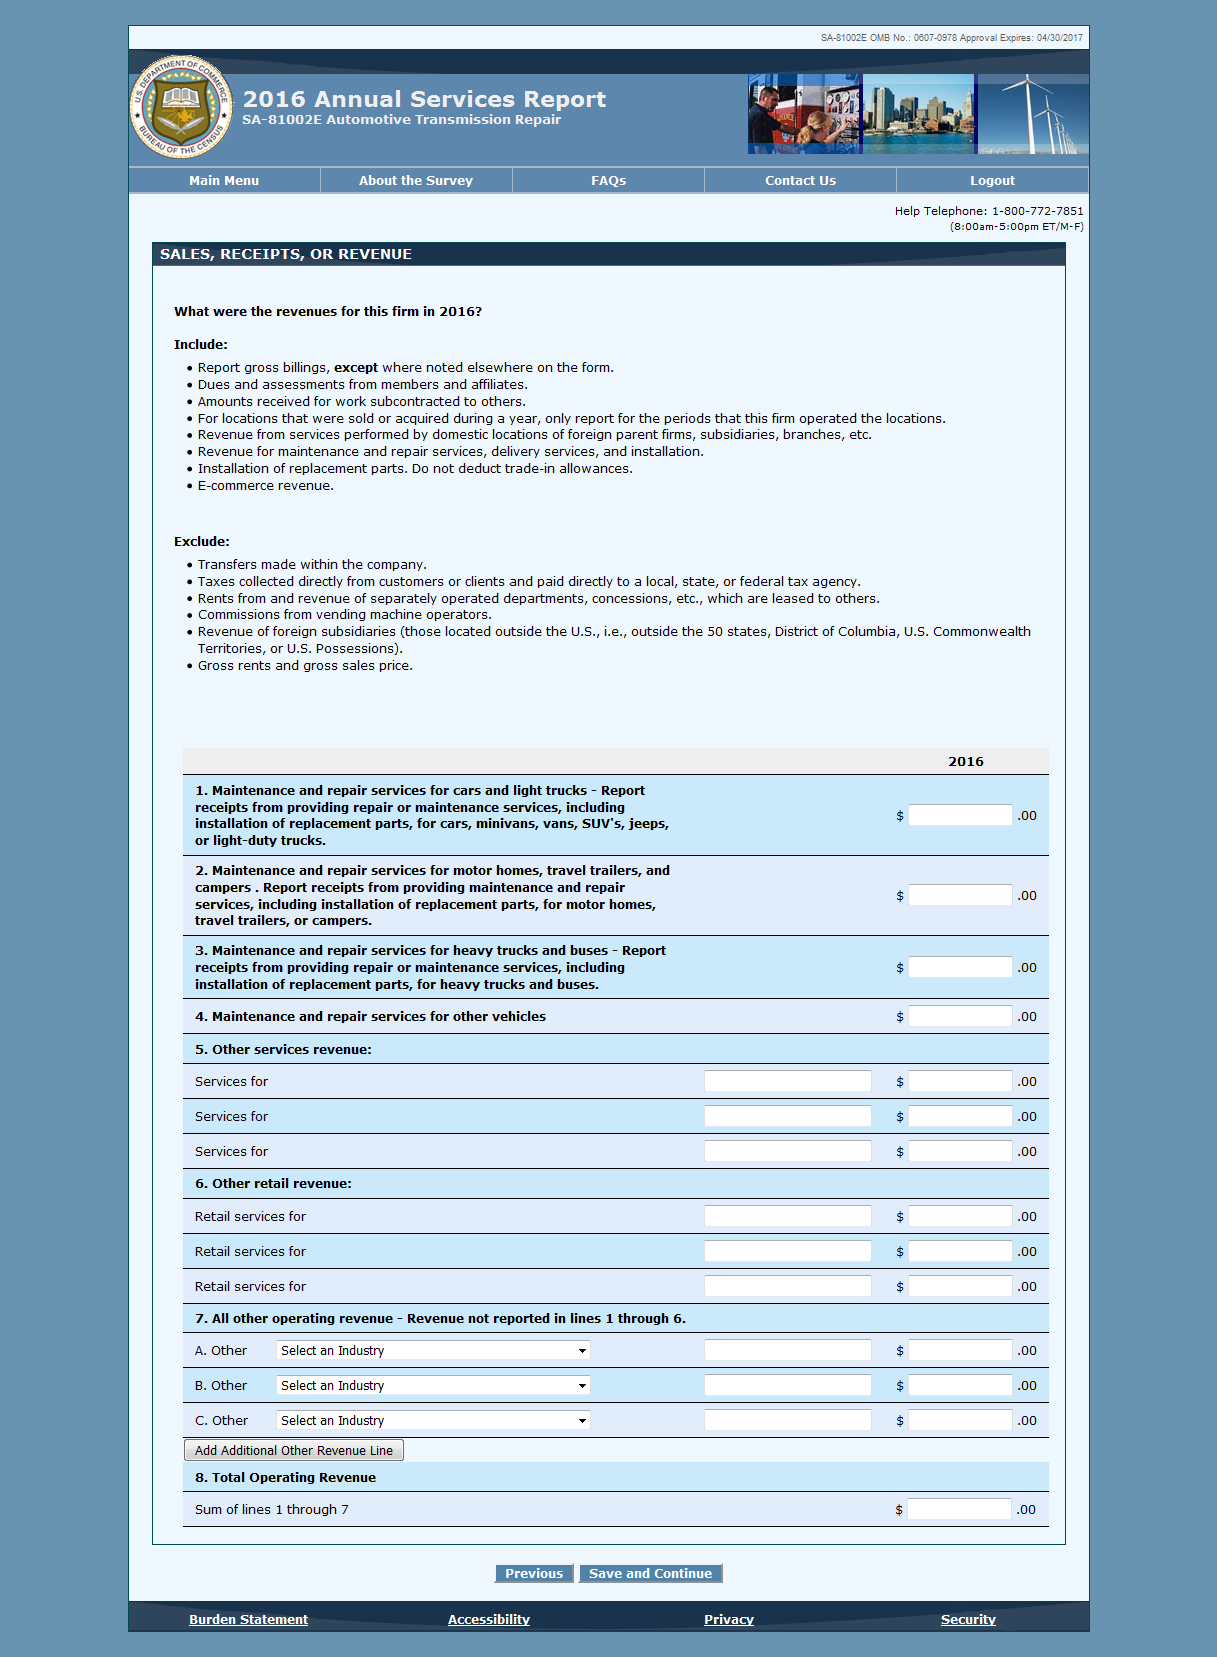 SA-81002E OMB No.: 0607-0978 Approval Expires: 04/30/2017
U.S. DEPARTMENT OF COMMERCE
BUREAU OF THE CENSUS
2016 Annual Services Report
SA-81002E Automotive Transmission Repair
Main Menu About the Survey FAQs Contact Us Logout
Help Telephone: 1-800-772-7851
(8:00am-5:00pm ET/M-F)
SALES, RECEIPTS, OR REVENUE
What were the revenues for this firm in 2016?
Include:
• Report gross billings, except where noted elsewhere on the form.
• Dues and assessments from members and affiliates.
• Amounts received for work subcontracted to others.
• For locations that were sold or acquired during a year, only report for the periods that this firm operated the locations.
• Revenue from services performed by domestic locations of foreign parent firms, subsidiaries, branches, etc.
• Revenue for maintenance and repair services, delivery services, and installation.
• Installation of replacement parts. Do not deduct trade-in allowances.
• E-commerce revenue.
Exclude:
• Transfers made within the company.
• Taxes collected directly from customers or clients and paid directly to a local, state, or federal tax agency.
• Rents from and revenue of separately operated departments, concessions, etc., which are leased to others.
• Commissions from vending machine operators.
• Revenue of foreign subsidiaries (those located outside the U.S., i.e., outside the 50 states, District of Columbia, U.S. Commonwealth
Territories, or U.S. Possessions).
• Gross rents and gross sales price.
2016
1. Maintenance and repair services for cars and light trucks - Report
receipts from providing repair or maintenance services, including
installation of replacement parts, for cars, minivans, vans, SUV's, jeeps,
or light-duty trucks.
$ .00
2. Maintenance and repair services for motor homes, travel trailers, and
campers . Report receipts from providing maintenance and repair
services, including installation of replacement parts, for motor homes,
travel trailers, or campers.
$ .00
3. Maintenance and repair services for heavy trucks and buses - Report
receipts from providing repair or maintenance services, including
installation of replacement parts, for heavy trucks and buses.
$ .00
4. Maintenance and repair services for other vehicles $ .00
5. Other services revenue:
Services for $ .00
Services for $ .00
Services for $ .00
6. Other retail revenue:
Retail services for $ .00
Retail services for $ .00
Retail services for $ .00
7. All other operating revenue - Revenue not reported in lines 1 through 6.
A. Other Select an Industry $ .00
B. Other Select an Industry $ .00
C. Other Select an Industry $ .00
Add Additional Other Revenue Line
8. Total Operating Revenue
Sum of lines 1 through 7 $ .00
Previous Save and Continue
Burden Statement Accessibility Privacy Security